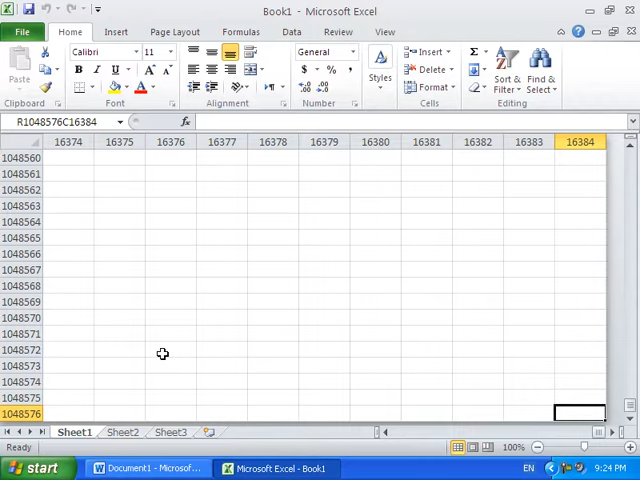 Book1 - Microsoft Excel
File Home Insert Page Layout Formulas Data Review View
Paste
Clipboard
Calibri 11
B I U A A
A
Font
Alignment
General
$ % ,
Number
Styles
Insert
Delete
Format
Cells
Σ
Sort & Filter
Find & Select
Editing
R1048576C16384 fx
16374 16375 16376 16377 16378 16379 16380 16381 16382 16383 16384
1048560
1048561
1048562
1048563
1048564
1048565
1048566
1048567
1048568
1048569
1048570
1048571
1048572
1048573
1048574
1048575
1048576
Sheet1 Sheet2 Sheet3
Ready 100%
start Document1 - Microsof... Microsoft Excel - Book1 EN 9:24 PM